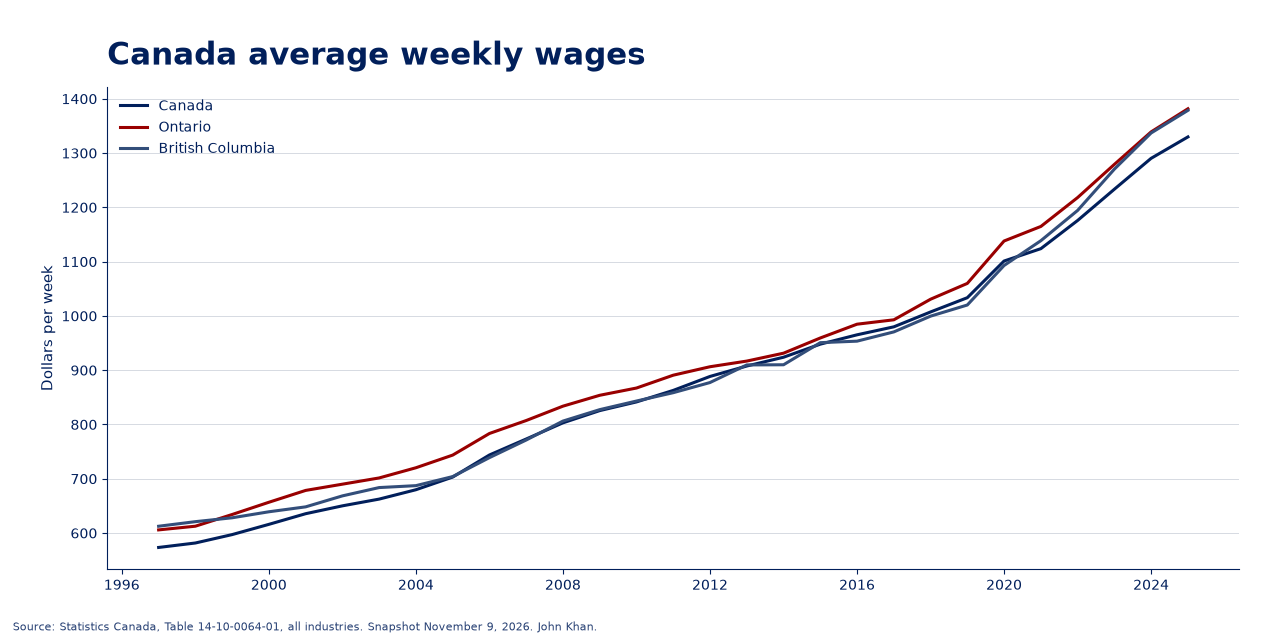 Canada average weekly wages
Canada
Ontario
British Columbia
Dollars per week
1400
1300
1200
1100
1000
900
800
700
600
1996 2000 2004 2008 2012 2016 2020 2024
Source: Statistics Canada, Table 14-10-0064-01, all industries. Snapshot November 9, 2026. John Khan.